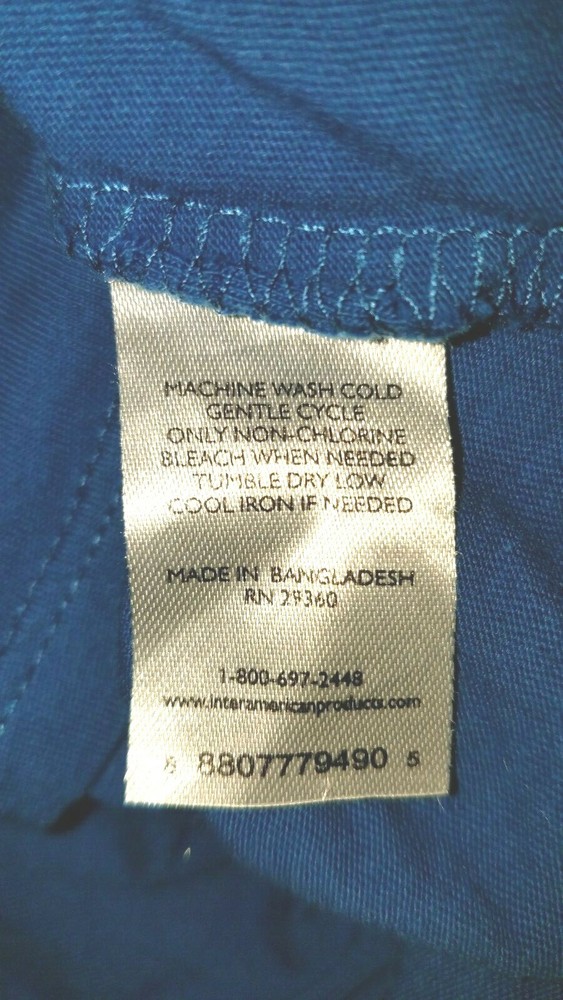 MACHINE WASH COLD
GENTLE CYCLE
ONLY NON-CHLORINE
BLEACH WHEN NEEDED
TUMBLE DRY LOW
COOL IRON IF NEEDED
MADE IN BANGLADESH
RN 29360
1-800-697-2448
www.interamericanproducts.com
8 8807779490 5